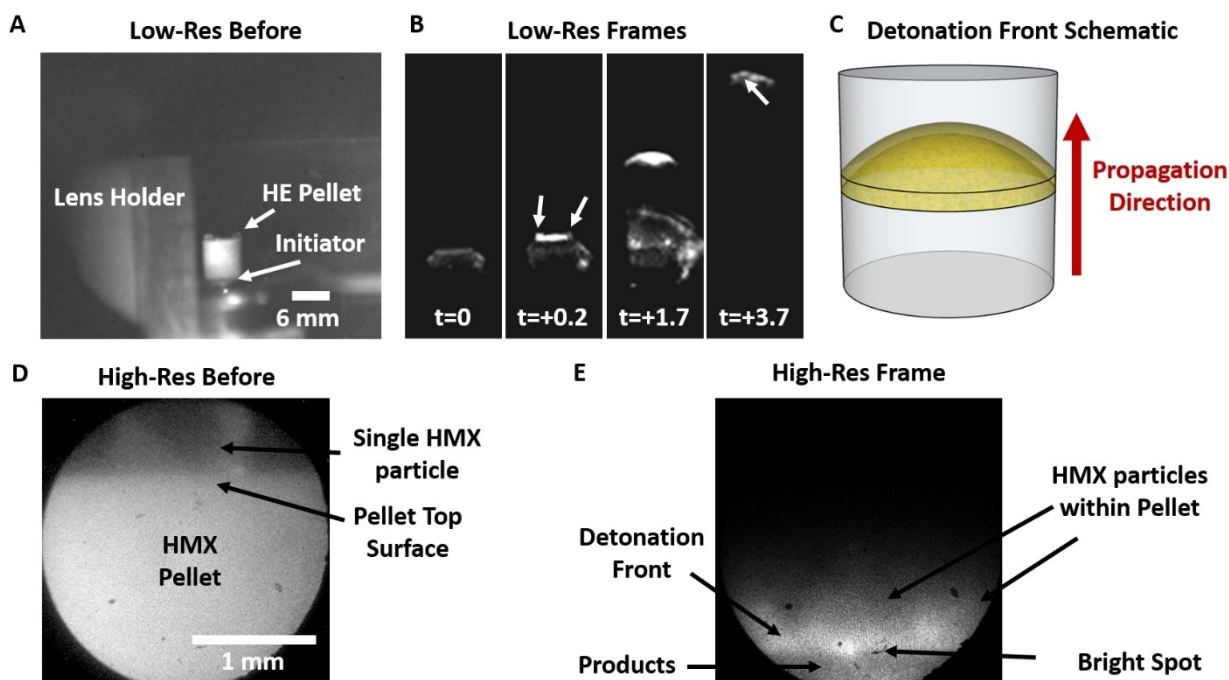 A
Low-Res Before
Lens Holder
HE Pellet
Initiator
6 mm
B
Low-Res Frames
t=0
t=+0.2
t=+1.7
t=+3.7
C
Detonation Front Schematic
Propagation
Direction
D
High-Res Before
Single HMX
particle
Pellet Top
Surface
HMX
Pellet
1 mm
E
High-Res Frame
HMX particles
within Pellet
Detonation
Front
Products
Bright Spot